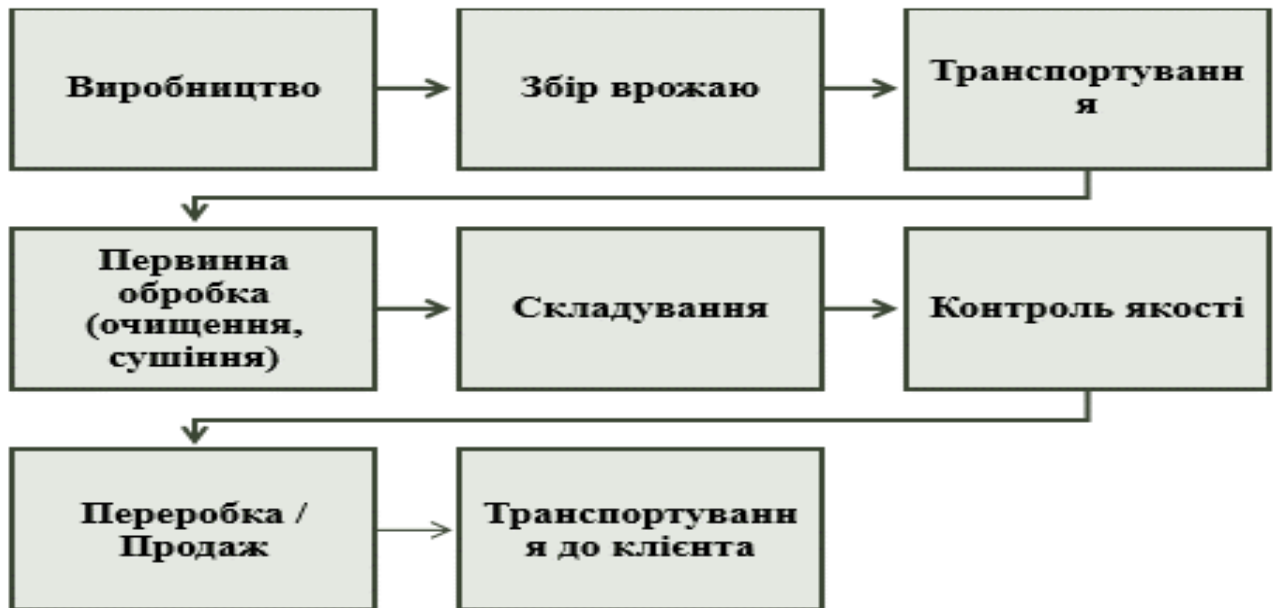 Виробництво
Збір врожаю
Транспортуванн
я
Первинна
обробка
(очищення,
сушіння)
Складування
Контроль якості
Переробка /
Продаж
Транспортуванн
я до клієнта